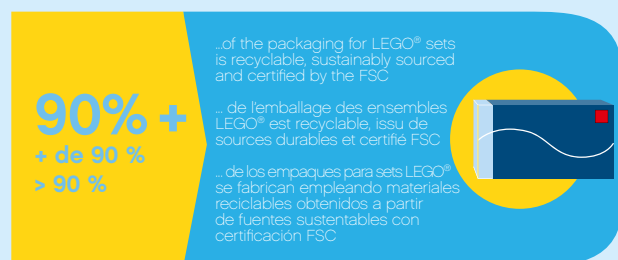 90% +
+ de 90 %
> 90 %
...of the packaging for LEGO® sets
is recyclable, sustainably sourced
and certified by the FSC
... de l'emballage des ensembles
LEGO® est recyclable, issu de
sources durables et certifié FSC
... de los empaques para sets LEGO®
se fabrican empleando materiales
reciclables obtenidos a partir
de fuentes sustentables con
certificación FSC